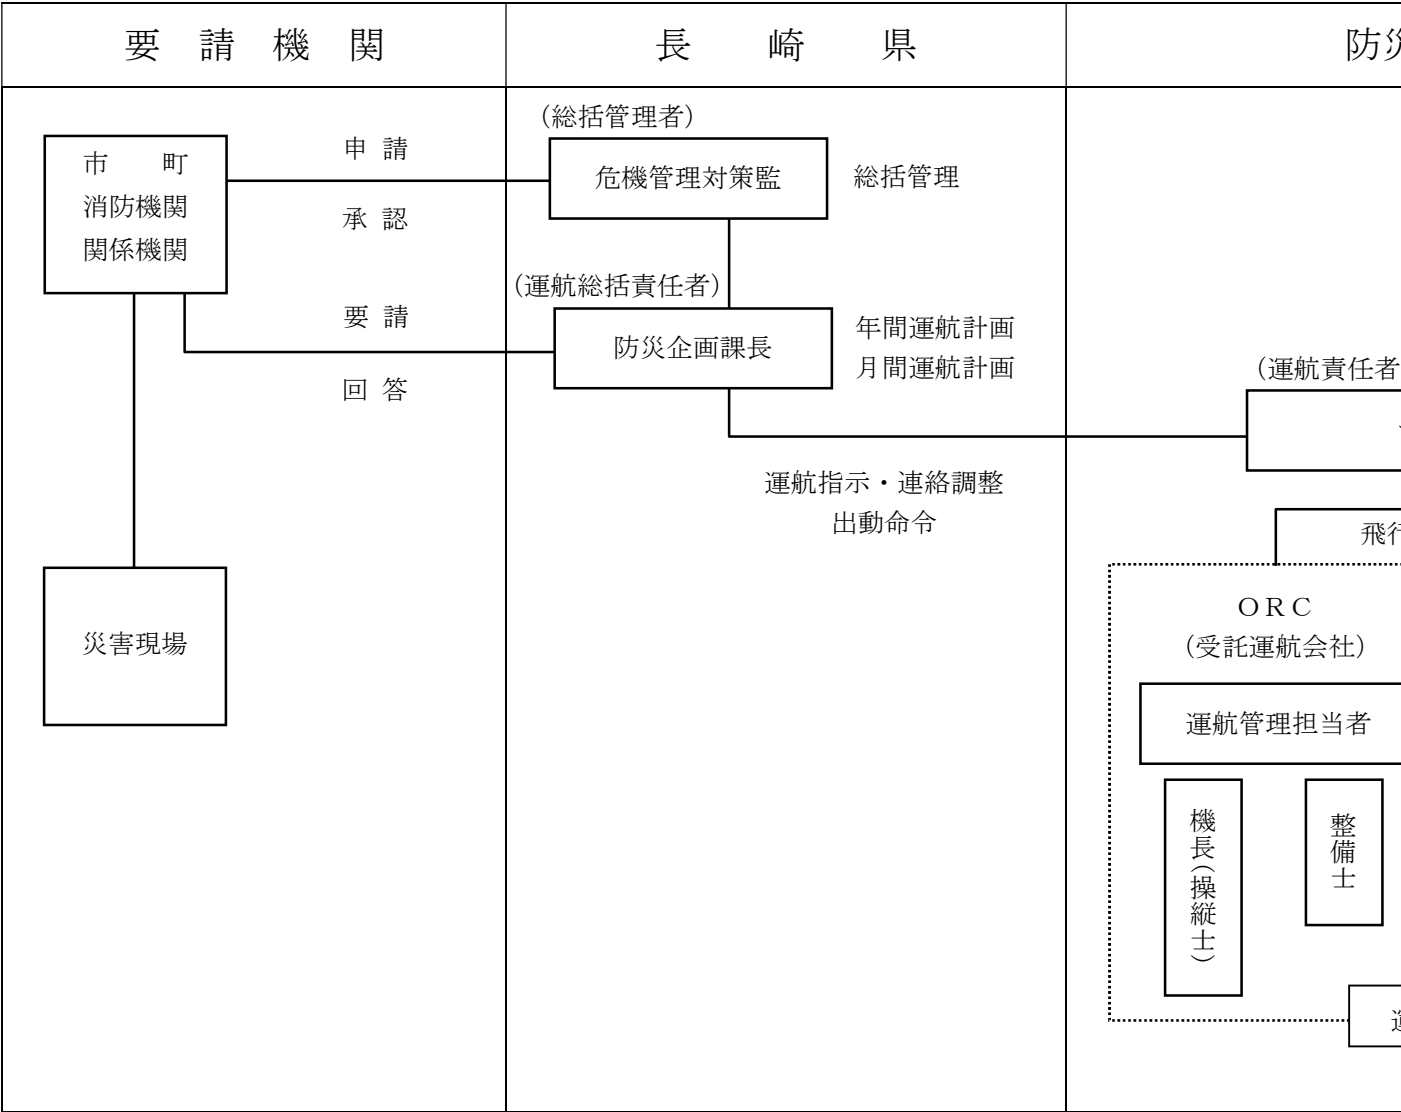 要請機関
長崎県
防災
市　町
消防機関
関係機関
申請
承認
要請
回答
災害現場
(総括管理者)
危機管理対策監
総括管理
(運航総括責任者)
防災企画課長
年間運航計画
月間運航計画
運航指示・連絡調整
出動命令
(運航責任者
飛行
ORC
(受託運航会社)
運航管理担当者
機長(操縦士)
整備士